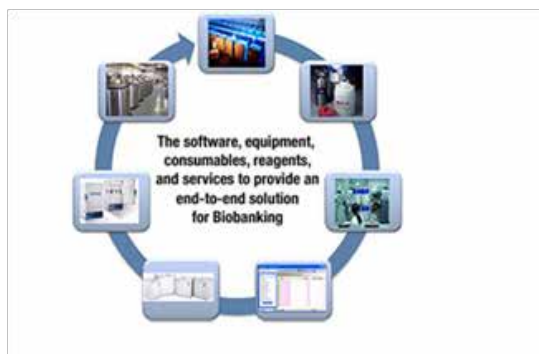 The software, equipment,
consumables, reagents,
and services to provide an
end-to-end solution
for Biobanking